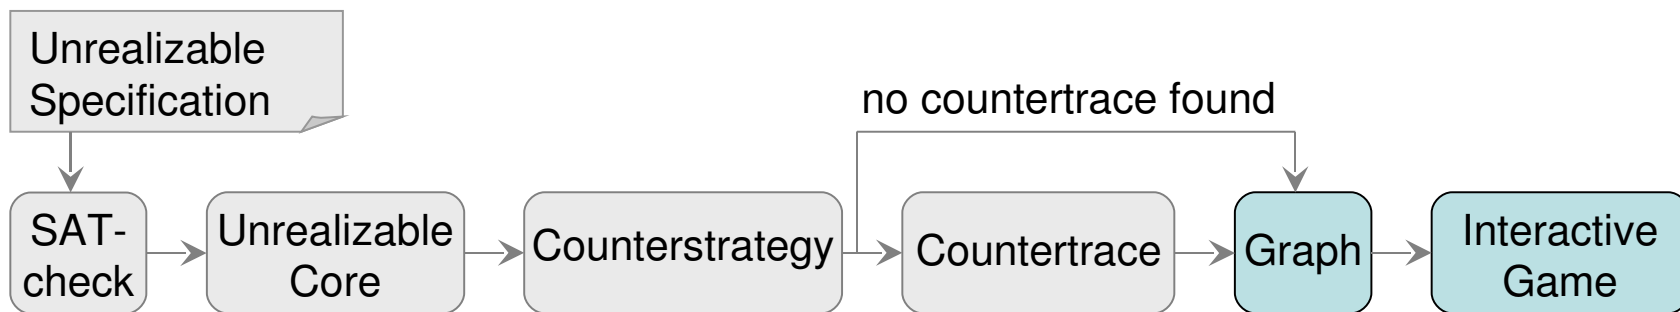 Unrealizable
Specification
no countertrace found
SAT-
check
Unrealizable
Core
Counterstrategy
Countertrace
Graph
Interactive
Game